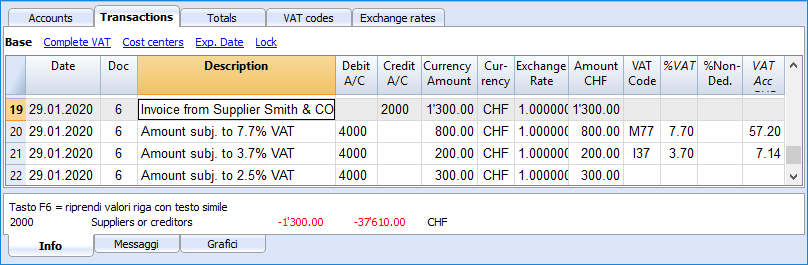 Accounts Transactions Totals VAT codes Exchange rates
Base Complete VAT Cost centers Exp. Date Lock
Date Doc Description Debit A/C Credit A/C Currency Amount Cur-rency Exchange Rate Amount CHF VAT Code %VAT %Non-Ded. VAT Acc
19 29.01.2020 6 Invoice from Supplier Smith & CO 2000 1'300.00 CHF 1.000000 1'300.00
20 29.01.2020 6 Amount subj. to 7.7% VAT 4000 800.00 CHF 1.000000 800.00 M77 7.70 57.20
21 29.01.2020 6 Amount subj. to 3.7% VAT 4000 200.00 CHF 1.000000 200.00 I37 3.70 7.14
22 29.01.2020 6 Amount subj. to 2.5% VAT 4000 300.00 CHF 1.000000 300.00
Tasto F6 = riprendi valori riga con testo simile
2000 Suppliers or creditors -1'300.00 -37'610.00 CHF
Info Messaggi Grafici